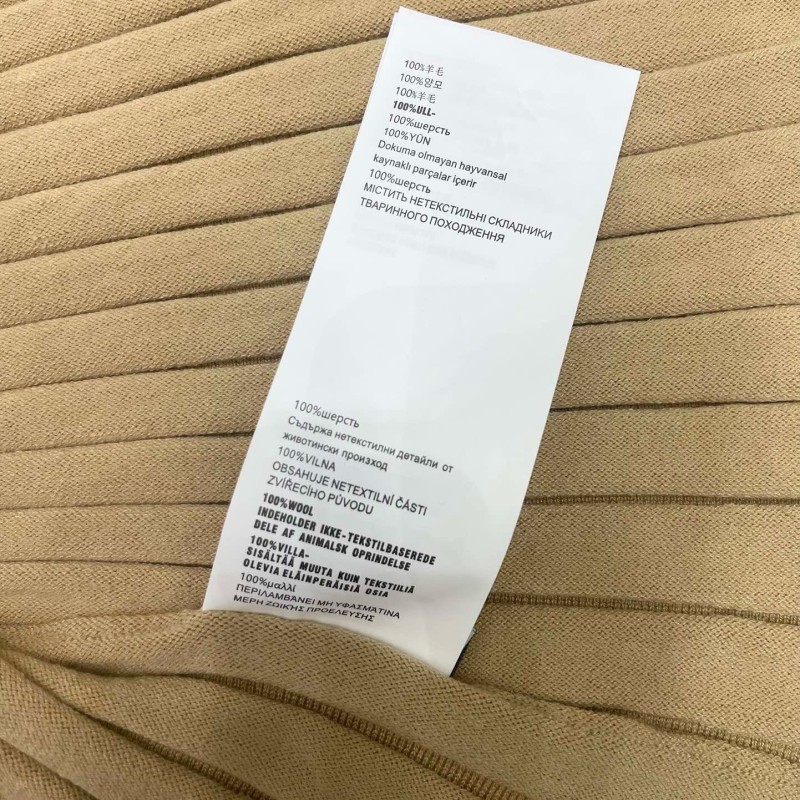 100%羊毛
100%양모
100%羊毛
100%ULL-
100%шерсть
100%YÜN
Dokuma olmayan hayvansal
kaynaklı parçalar içerir
100%шерсть
МІСТИТЬ НЕТЕКСТИЛЬНІ СКЛАДНИКИ
ТВАРИННОГО ПОХОДЖЕННЯ
100%шерсть
Съдържа нетекстилни детайли от
животински произход
100%VILNA
OBSAHUJE NETEXTILNÍ ČÁSTI
ZVÍŘECÍHO PŮVODU
100%WOOL
INDEHOLDER IKKE-TEKSTILBASEREDE
DELE AF ANIMALSK OPRINDELSE
100%VILLA-
SISÄLTÄÄ MUUTA KUIN TEKSTIILIÄ
OLEVIA ELÄINPERÄISIÄ OSIA
100%μαλλί
ΠΕΡΙΛΑΜΒΑΝΕΙ ΜΗ ΥΦΑΣΜΑΤΙΝΑ
ΜΕΡΗ ΖΩΙΚΗΣ ΠΡΟΕΛΕΥΣΗΣ